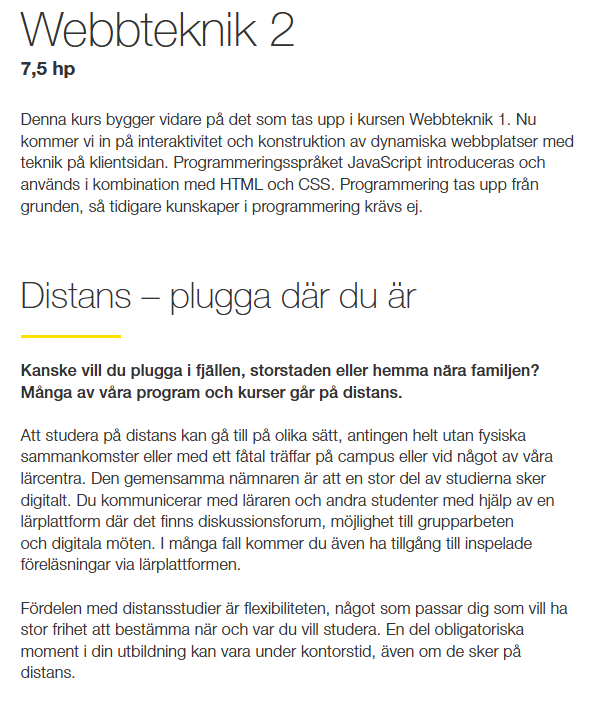 Webbteknik 2
7,5 hp
Denna kurs bygger vidare på det som tas upp i kursen Webbteknik 1. Nu
kommer vi in på interaktivitet och konstruktion av dynamiska webbplatser med
teknik på klientsidan. Programmeringsspråket JavaScript introduceras och
används i kombination med HTML och CSS. Programmering tas upp från
grunden, så tidigare kunskaper i programmering krävs ej.
Distans – plugga där du är
Kanske vill du plugga i fjällen, storstaden eller hemma nära familjen?
Många av våra program och kurser går på distans.
Att studera på distans kan gå till på olika sätt, antingen helt utan fysiska
sammankomster eller med ett fåtal träffar på campus eller vid något av våra
lärcentra. Den gemensamma nämnaren är att en stor del av studierna sker
digitalt. Du kommunicerar med läraren och andra studenter med hjälp av en
lärplattform där det finns diskussionsforum, möjlighet till grupparbeten
och digitala möten. I många fall kommer du även ha tillgång till inspelade
föreläsningar via lärplattformen.
Fördelen med distansstudier är flexibiliteten, något som passar dig som vill ha
stor frihet att bestämma när och var du vill studera. En del obligatoriska
moment i din utbildning kan vara under kontorstid, även om de sker på
distans.